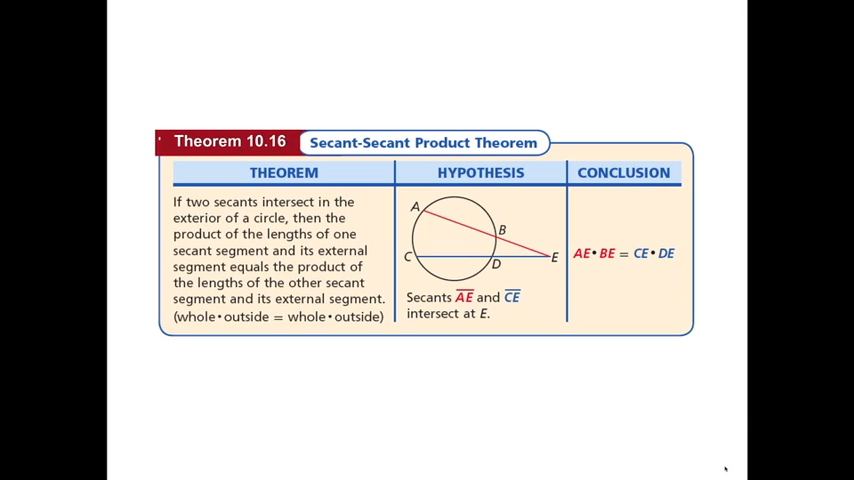 Theorem 10.16 Secant-Secant Product Theorem
THEOREM
HYPOTHESIS
CONCLUSION
If two secants intersect in the
exterior of a circle, then the
product of the lengths of one
secant segment and its external
segment equals the product of
the lengths of the other secant
segment and its external segment.
(whole • outside = whole • outside)
A
B
C
D
E
Secants AE and CE
intersect at E.
AE • BE = CE • DE